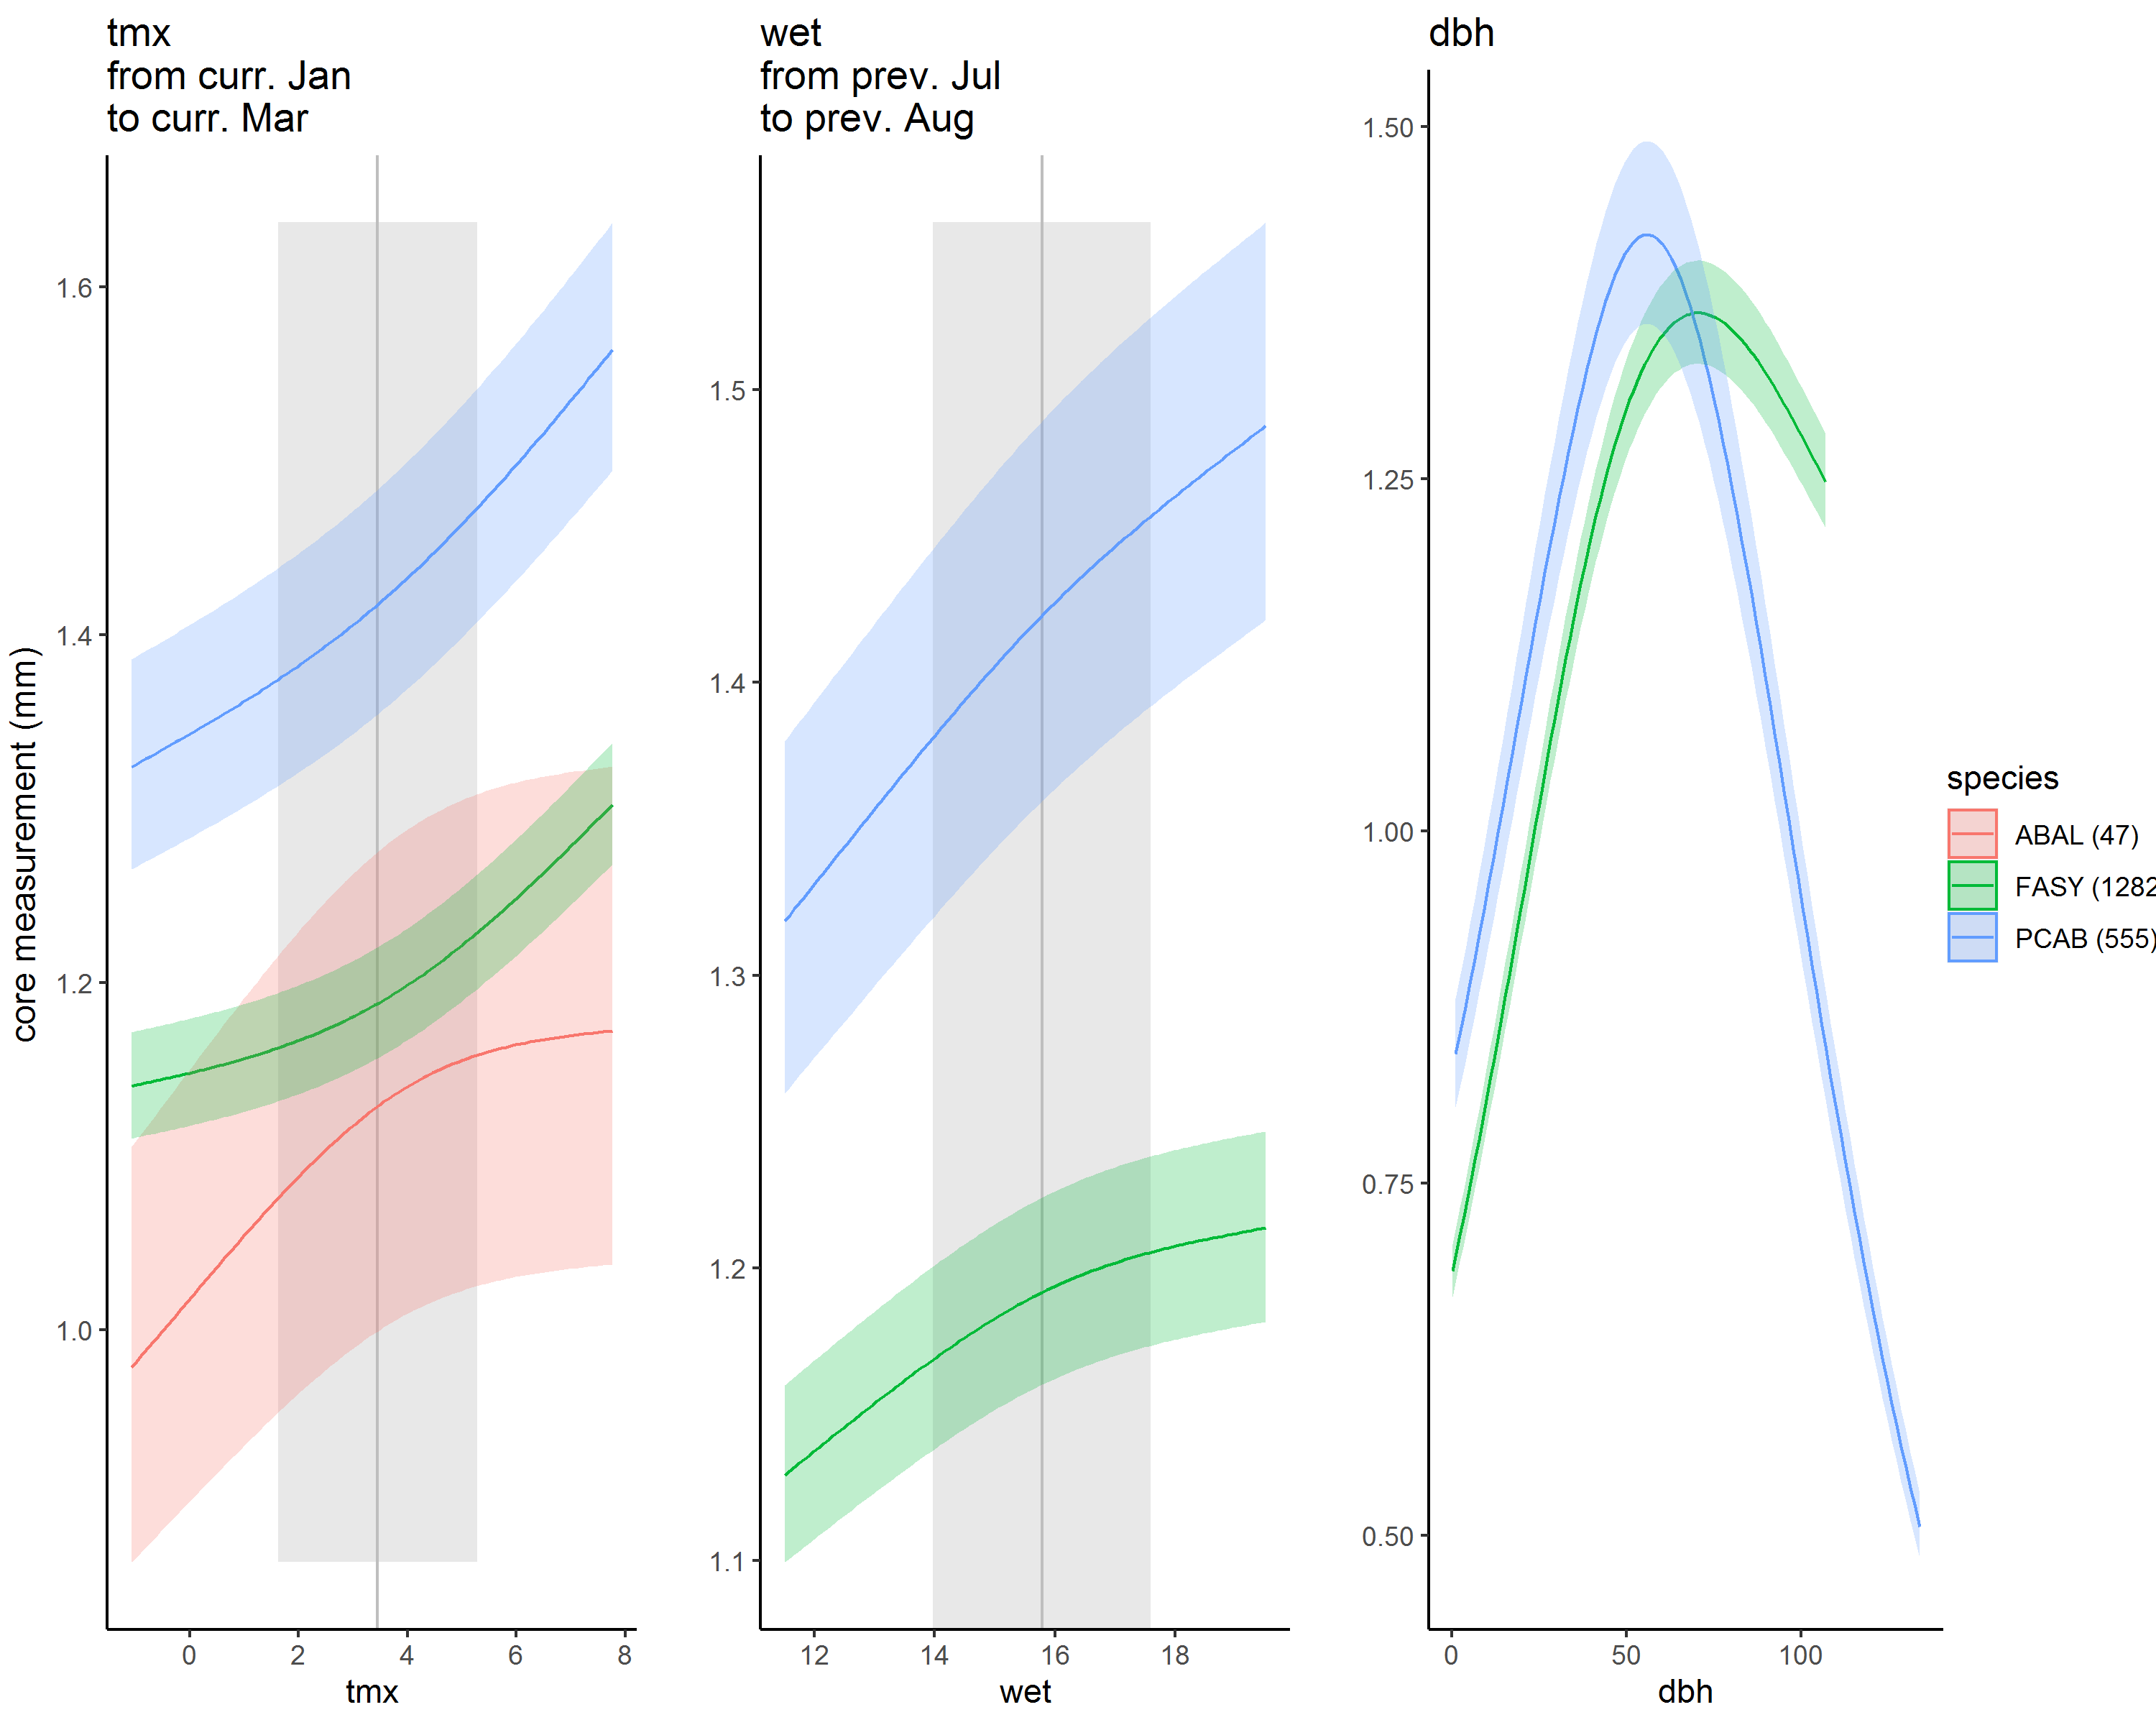 tmx
from curr. Jan
to curr. Mar
wet
from prev. Jul
to prev. Aug
dbh
core measurement (mm)
1.6
1.4
1.2
1.0
0 2 4 6 8
tmx
1.5
1.4
1.3
1.2
1.1
12 14 16 18
wet
1.50
1.25
1.00
0.75
0.50
0 50 100
dbh
species
ABAL (47)
FASY (1282
PCAB (555)